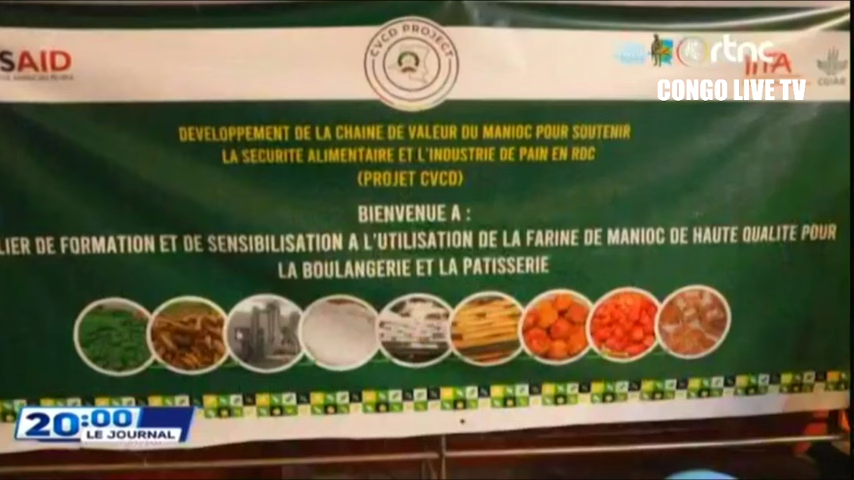 SAID
CVCD PROJECT
rtnc
IITA
CGIAR
CONGO LIVE TV
DEVELOPPEMENT DE LA CHAINE DE VALEUR DU MANIOC POUR SOUTENIR
LA SECURITE ALIMENTAIRE ET L'INDUSTRIE DE PAIN EN RDC
(PROJET CVCD)
BIENVENUE A :
LIER DE FORMATION ET DE SENSIBILISATION A L'UTILISATION DE LA FARINE DE MANIOC DE HAUTE QUALITE POUR
LA BOULANGERIE ET LA PATISSERIE
20:00
LE JOURNAL